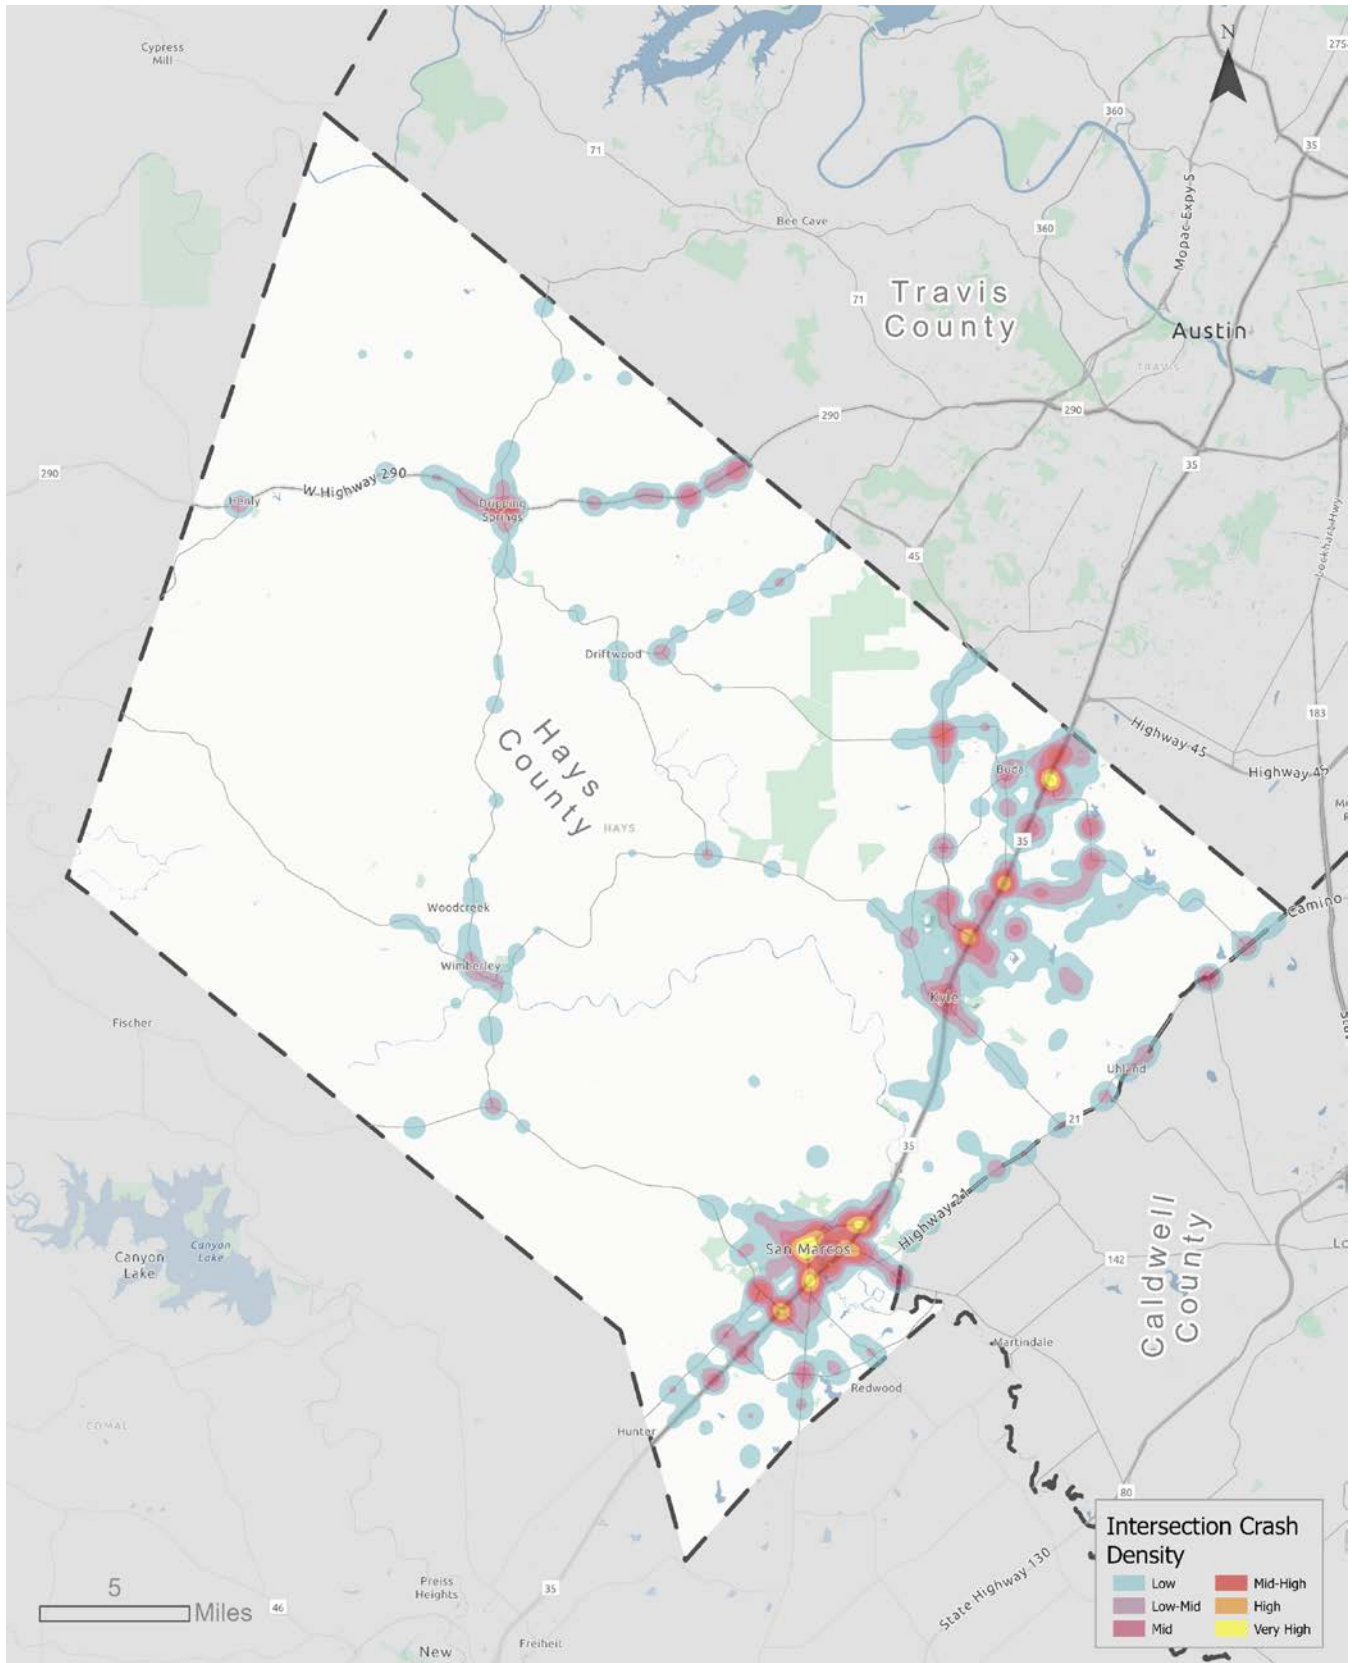 Cypress
Mill
N
275
360
35
71
Mopac Expy S
Bee Cave
360
71
Travis
County
Austin
TRAVIS
290
290
290
35
W Highway 290
Henly
Dripping
Springs
Lockhart Hwy
45
Driftwood
Hays
County
HAYS
183
Highway 45
Highway 45
Buda
35
Woodcreek
Camino
Wimberley
Kyle
Fischer
Uhland
21
35
Highway 21
San Marcos
Canyon
Lake
Canyon
Lake
142
Caldwell
County
Martindale
Redwood
COMAL
Hunter
80
Intersection Crash
Density
Low
Mid-High
Low-Mid
High
Mid
Very High
State Highway 130
5
Miles
46
Preiss
Heights
35
New
Freiheit